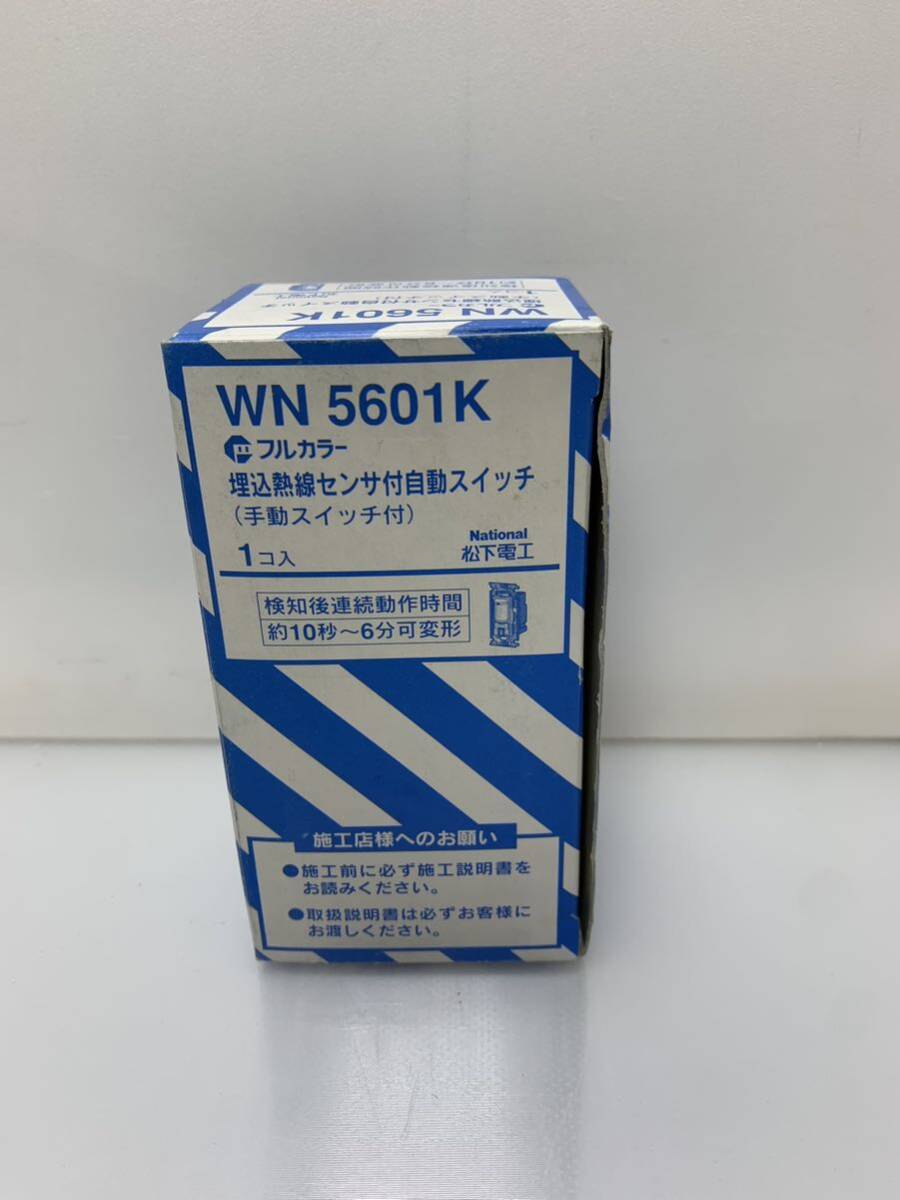 WN 5601K
WN 5601K
フルカラー
埋込熱線センサ付自動スイッチ
（手動スイッチ付）
1コ入
National
松下電工
検知後連続動作時間
約10秒～6分可変形
施工店様へのお願い
●施工前に必ず施工説明書を
お読みください。
●取扱説明書は必ずお客様に
お渡しください。